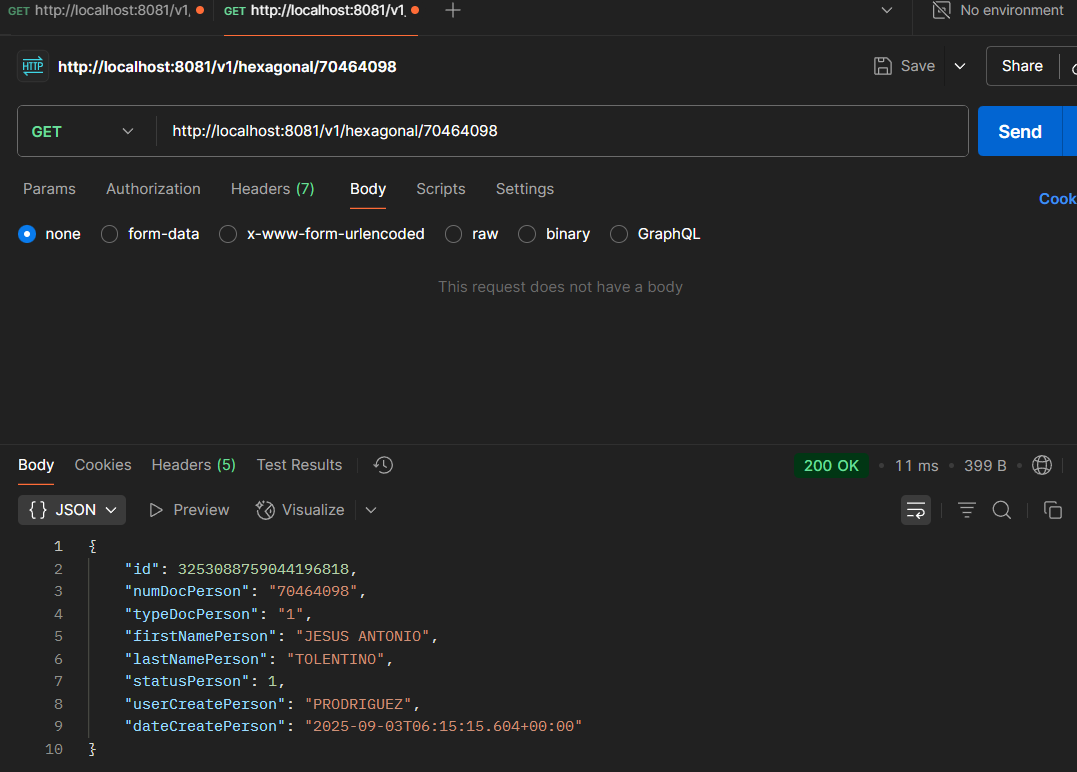 GET http://localhost:8081/v1, GET http://localhost:8081/v1, No environment
HTTP http://localhost:8081/v1/hexagonal/70464098 Save Share
GET http://localhost:8081/v1/hexagonal/70464098 Send
Params Authorization Headers (7) Body Scripts Settings
Cook
none form-data x-www-form-urlencoded raw binary GraphQL
This request does not have a body
Body Cookies Headers (5) Test Results 200 OK • 11 ms • 399 B •
{} JSON Preview Visualize
1 {
2 "id": 3253088759044196818,
3 "numDocPerson": "70464098",
4 "typeDocPerson": "1",
5 "firstNamePerson": "JESUS ANTONIO",
6 "lastNamePerson": "TOLENTINO",
7 "statusPerson": 1,
8 "userCreatePerson": "PRODRIGUEZ",
9 "dateCreatePerson": "2025-09-03T06:15:15.604+00:00"
10 }